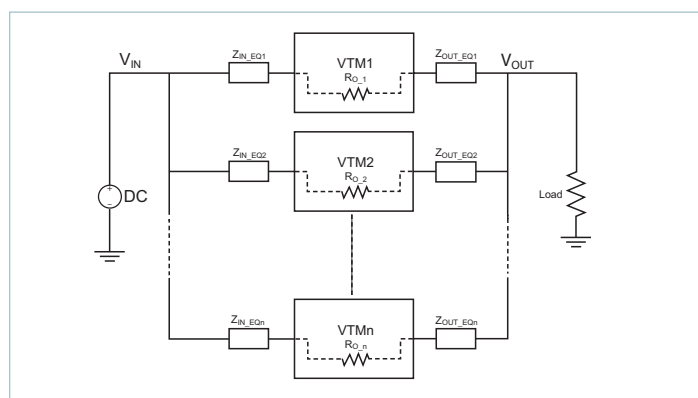 V_IN
Z_IN_EQ1
VTM1
R_O_1
Z_OUT_EQ1
V_OUT
Z_IN_EQ2
VTM2
R_O_2
Z_OUT_EQ2
+
–
DC
Load
Z_IN_EQn
VTMn
R_O_n
Z_OUT_EQn